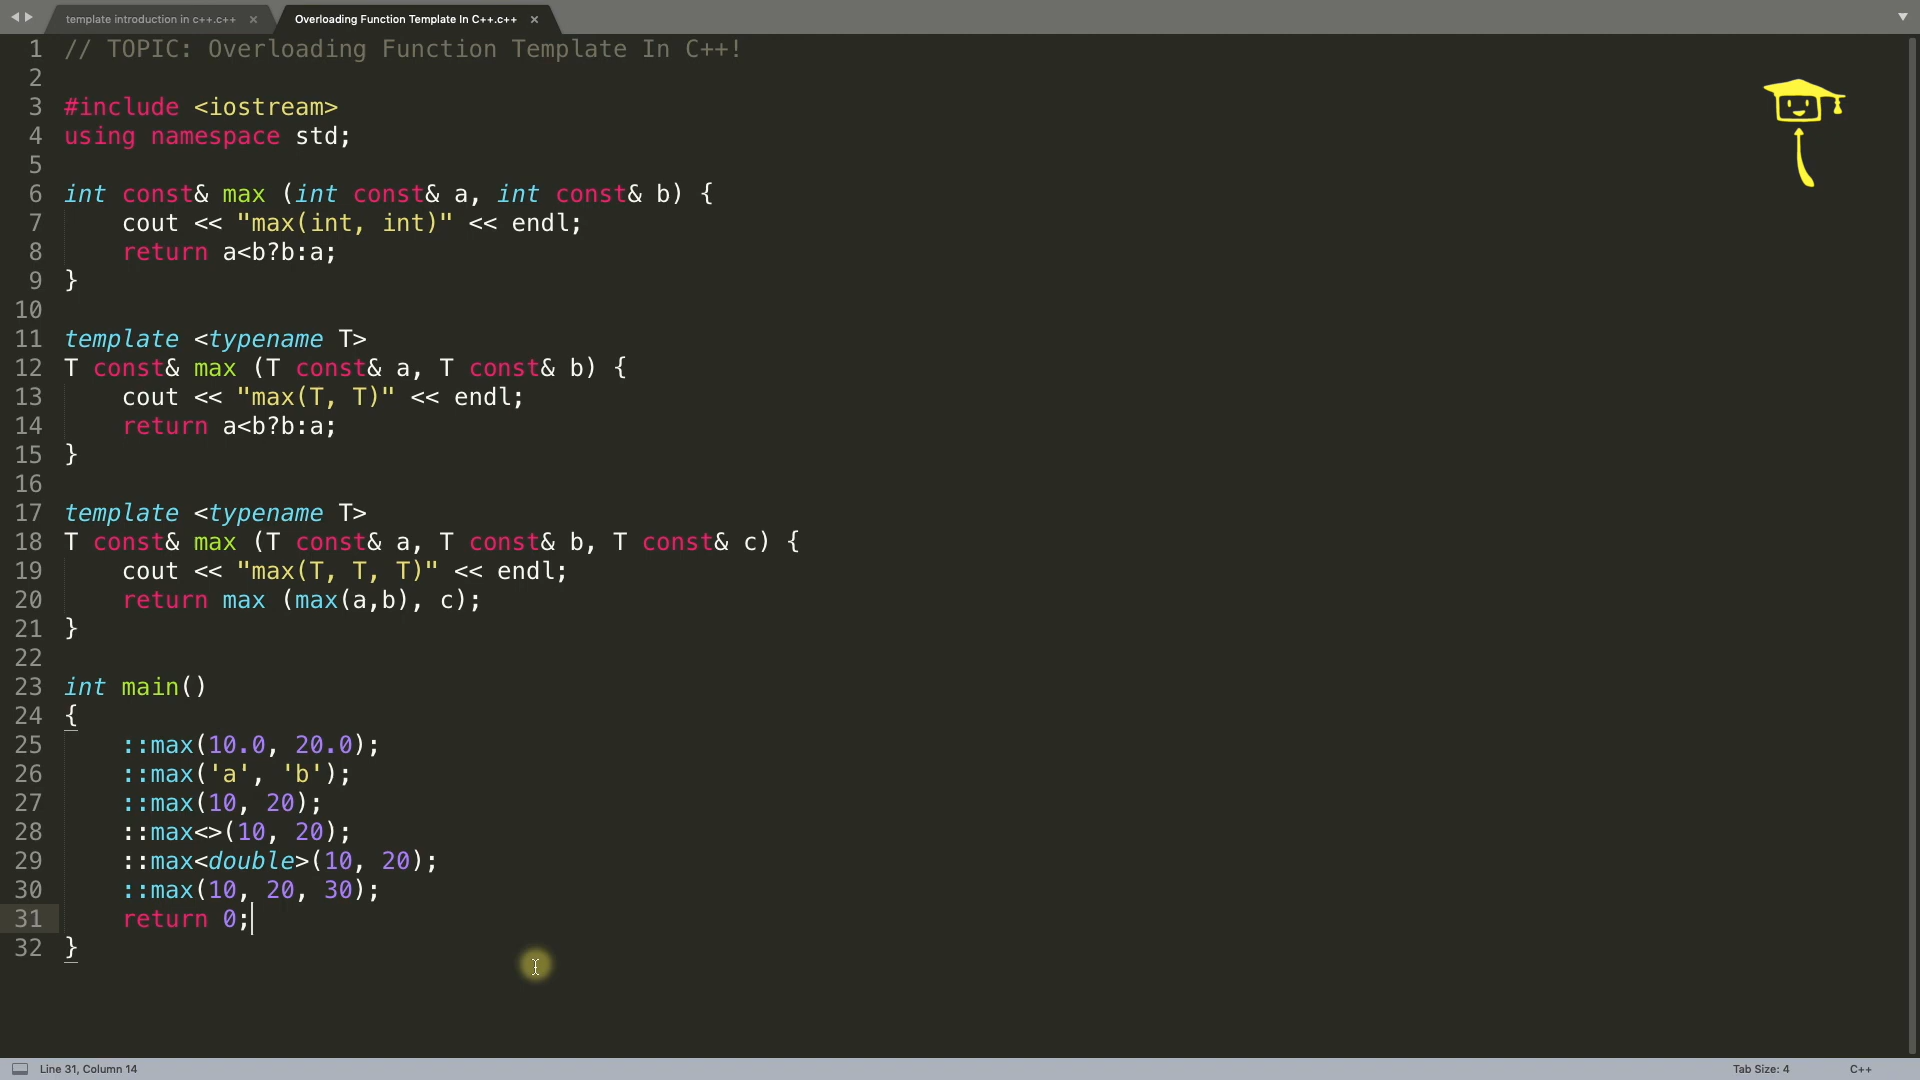 template introduction in c++.c++ × Overloading Function Template In C++.c++ ×
1 // TOPIC: Overloading Function Template In C++!
2
3 #include <iostream>
4 using namespace std;
5
6 int const& max (int const& a, int const& b) {
7     cout << "max(int, int)" << endl;
8     return a<b?b:a;
9 }
10
11 template <typename T>
12 T const& max (T const& a, T const& b) {
13     cout << "max(T, T)" << endl;
14     return a<b?b:a;
15 }
16
17 template <typename T>
18 T const& max (T const& a, T const& b, T const& c) {
19     cout << "max(T, T, T)" << endl;
20     return max (max(a,b), c);
21 }
22
23 int main()
24 {
25     ::max(10.0, 20.0);
26     ::max('a', 'b');
27     ::max(10, 20);
28     ::max<>(10, 20);
29     ::max<double>(10, 20);
30     ::max(10, 20, 30);
31     return 0;
32 }
Line 31, Column 14 Tab Size: 4 C++